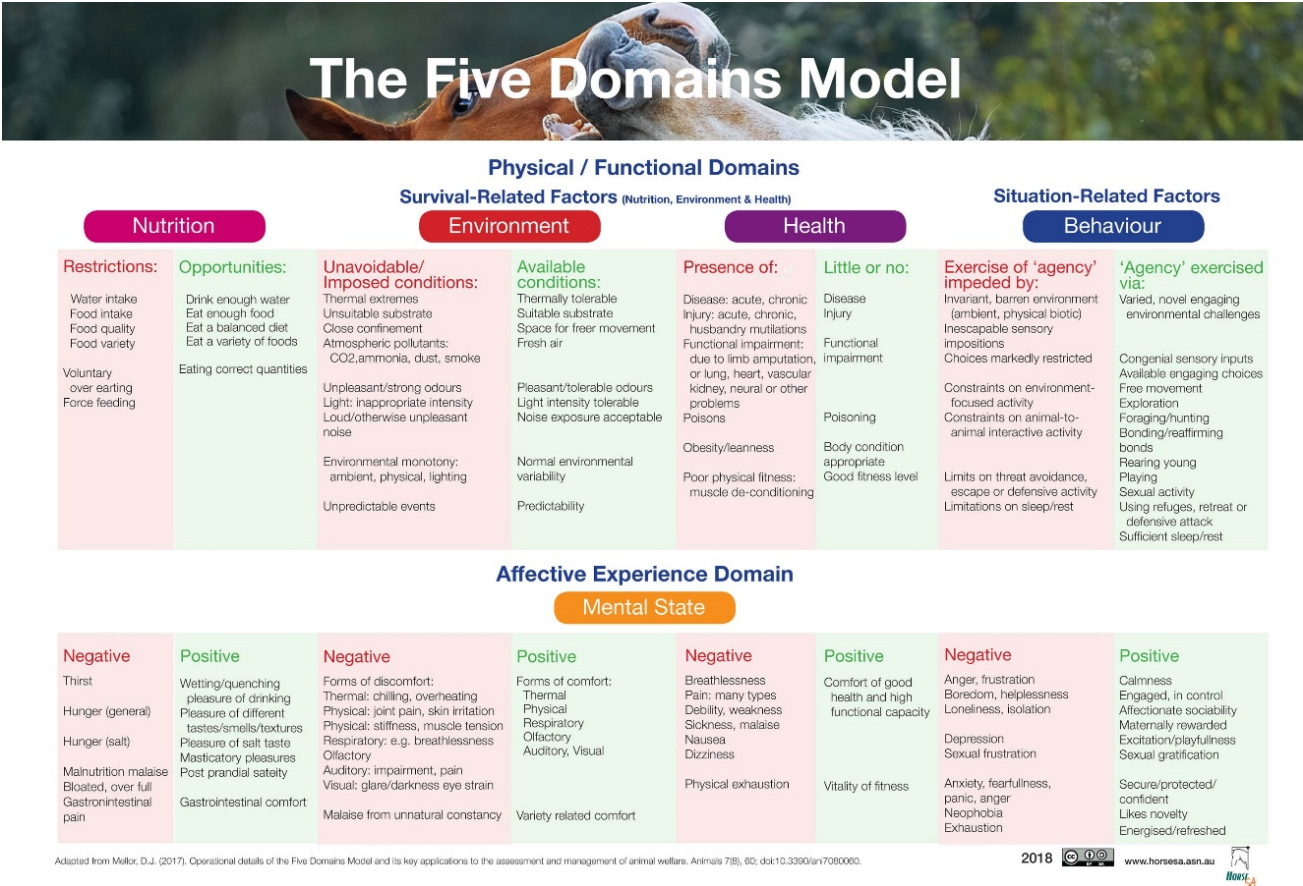 The Five Domains Model
Physical / Functional Domains
Survival-Related Factors (Nutrition, Environment & Health)
Situation-Related Factors
Nutrition
Environment
Health
Behaviour
Restrictions:
Water intake
Food intake
Food quality
Food variety
Voluntary
over earting
Force feeding
Opportunities:
Drink enough water
Eat enough food
Eat a balanced diet
Eat a variety of foods
Eating correct quantities
Unavoidable/
Imposed conditions:
Thermal extremes
Unsuitable substrate
Close confinement
Atmospheric pollutants:
CO2,ammonia, dust, smoke
Unpleasant/strong odours
Light: inappropriate intensity
Loud/otherwise unpleasant
noise
Environmental monotony:
ambient, physical, lighting
Unpredictable events
Available
conditions:
Thermally tolerable
Suitable substrate
Space for freer movement
Fresh air
Pleasant/tolerable odours
Light intensity tolerable
Noise exposure acceptable
Normal environmental
variability
Predictability
Presence of:
Disease: acute, chronic
Injury: acute, chronic,
husbandry mutilations
Functional impairment:
due to limb amputation,
or lung, heart, vascular
kidney, neural or other
problems
Poisons
Obesity/leanness
Poor physical fitness:
muscle de-conditioning
Little or no:
Disease
Injury
Functional
impairment
Poisoning
Body condition
appropriate
Good fitness level
Exercise of 'agency'
impeded by:
Invariant, barren environment
(ambient, physical biotic)
Inescapable sensory
impositions
Choices markedly restricted
Constraints on environment-
focused activity
Constraints on animal-to-
animal interactive activity
Limits on threat avoidance,
escape or defensive activity
Limitations on sleep/rest
'Agency' exercised
via:
Varied, novel engaging
environmental challenges
Congenial sensory inputs
Available engaging choices
Free movement
Exploration
Foraging/hunting
Bonding/reaffirming
bonds
Rearing young
Playing
Sexual activity
Using refuges, retreat or
defensive attack
Sufficient sleep/rest
Affective Experience Domain
Mental State
Negative
Thirst
Hunger (general)
Hunger (salt)
Malnutrition malaise
Bloated, over full
Gastronintestinal
pain
Positive
Wetting/quenching
pleasure of drinking
Pleasure of different
tastes/smells/textures
Pleasure of salt taste
Masticatory pleasures
Post prandial sateity
Gastrointestinal comfort
Negative
Forms of discomfort:
Thermal: chilling, overheating
Physical: joint pain, skin irritation
Physical: stiffness, muscle tension
Respiratory: e.g. breathlessness
Olfactory
Auditory: impairment, pain
Visual: glare/darkness eye strain
Malaise from unnatural constancy
Positive
Forms of comfort:
Thermal
Physical
Respiratory
Olfactory
Auditory, Visual
Variety related comfort
Negative
Breathlessness
Pain: many types
Debility, weakness
Sickness, malaise
Nausea
Dizziness
Physical exhaustion
Positive
Comfort of good
health and high
functional capacity
Vitality of fitness
Negative
Anger, frustration
Boredom, helplessness
Loneliness, isolation
Depression
Sexual frustration
Anxiety, fearfullness,
panic, anger
Neophobia
Exhaustion
Positive
Calmness
Engaged, in control
Affectionate sociability
Maternally rewarded
Excitation/playfullness
Sexual gratification
Secure/protected/
confident
Likes novelty
Energised/refreshed
Adapted from Mellor, D.J. (2017). Operational details of the Five Domains Model and its key applications to the assessment and management of animal welfare. Animals 7(8), 60; doi:10.3390/ani7080060.
2018
cc
www.horsesa.asn.au
HORSE SA